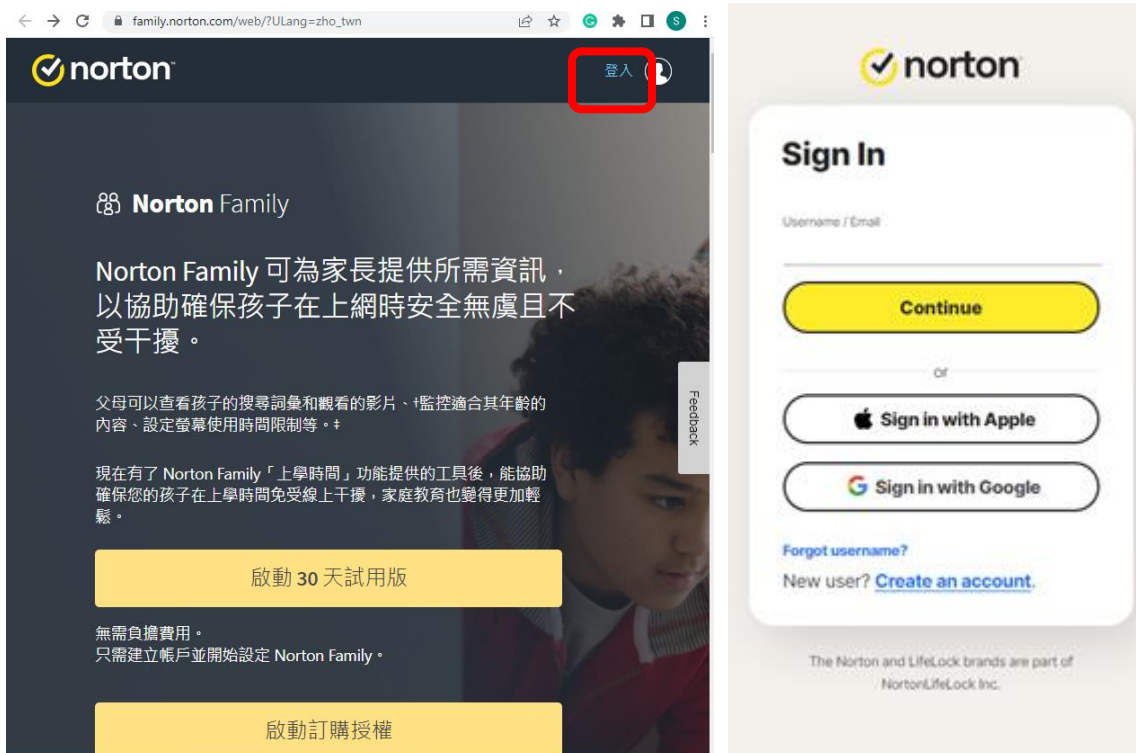 family.norton.com/web/?ULang=zho_twn
S
norton
登入
Norton Family
Norton Family 可為家長提供所需資訊，
以協助確保孩子在上網時安全無虞且不
受干擾。
父母可以查看孩子的搜尋詞彙和觀看的影片、†監控適合其年齡的
內容、設定螢幕使用時間限制等。‡
現在有了 Norton Family「上學時間」功能提供的工具後，能協助
確保您的孩子在上學時間免受線上干擾，家庭教育也變得更加輕
鬆。
啟動 30 天試用版
無需負擔費用。
只需建立帳戶並開始設定 Norton Family。
啟動訂購授權
Feedback
norton
Sign In
Username / Email
Continue
or
Sign in with Apple
Sign in with Google
Forgot username?
New user? Create an account.
The Norton and LifeLock brands are part of
NortonLifeLock Inc.